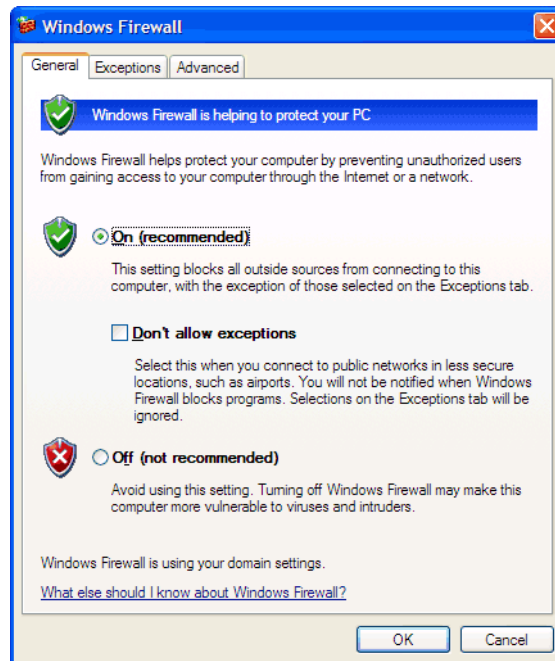 Windows Firewall
General
Exceptions
Advanced
Windows Firewall is helping to protect your PC
Windows Firewall helps protect your computer by preventing unauthorized users
from gaining access to your computer through the Internet or a network.
On (recommended)
This setting blocks all outside sources from connecting to this
computer, with the exception of those selected on the Exceptions tab.
Don't allow exceptions
Select this when you connect to public networks in less secure
locations, such as airports. You will not be notified when Windows
Firewall blocks programs. Selections on the Exceptions tab will be
ignored.
Off (not recommended)
Avoid using this setting. Turning off Windows Firewall may make this
computer more vulnerable to viruses and intruders.
Windows Firewall is using your domain settings.
What else should I know about Windows Firewall?
OK
Cancel